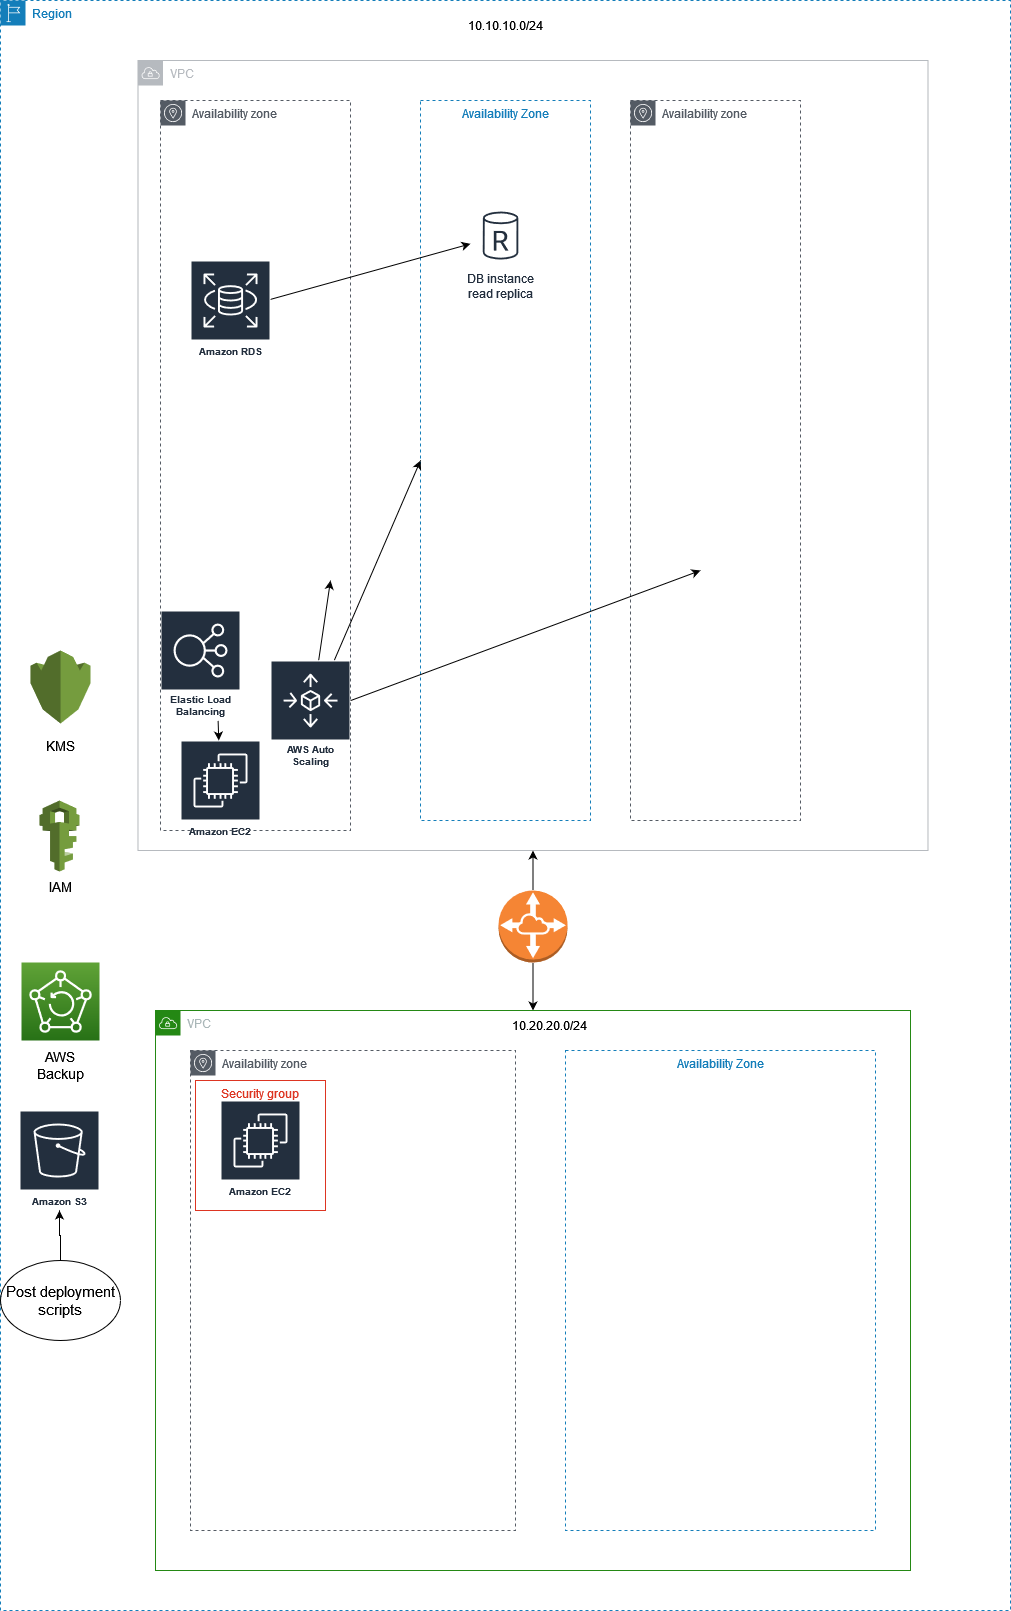 Region
10.10.10.0/24
VPC
Availability zone
Availability Zone
Availability zone
R
DB instance
read replica
Amazon RDS
Elastic Load
Balancing
AWS Auto
Scaling
Amazon EC2
KMS
IAM
AWS
Backup
Amazon S3
Post deployment
scripts
VPC
10.20.20.0/24
Availability zone
Availability Zone
Security group
Amazon EC2